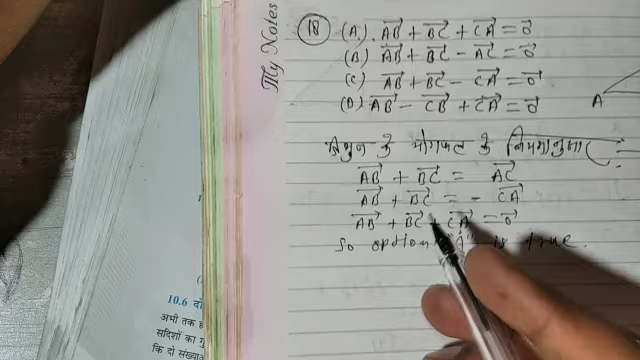 My Notes
18 (A) . AB⃗ + BC⃗ + CA⃗ = 0⃗
(B) AB⃗ + BC⃗ - AC⃗ = 0⃗
(C) AB⃗ + BC⃗ - CA⃗ = 0⃗
(D) AB⃗ - CB⃗ + CA⃗ = 0⃗
A
त्रिभुज के योगफल के नियमानुसार
AB⃗ + BC⃗ = AC⃗
AB⃗ + BC⃗ = - CA⃗
AB⃗ + BC⃗ + CA⃗ = 0⃗
So option "A" is true.
10.6 दो
अभी तक ह
सदिशों का गु
कि दो संख्या